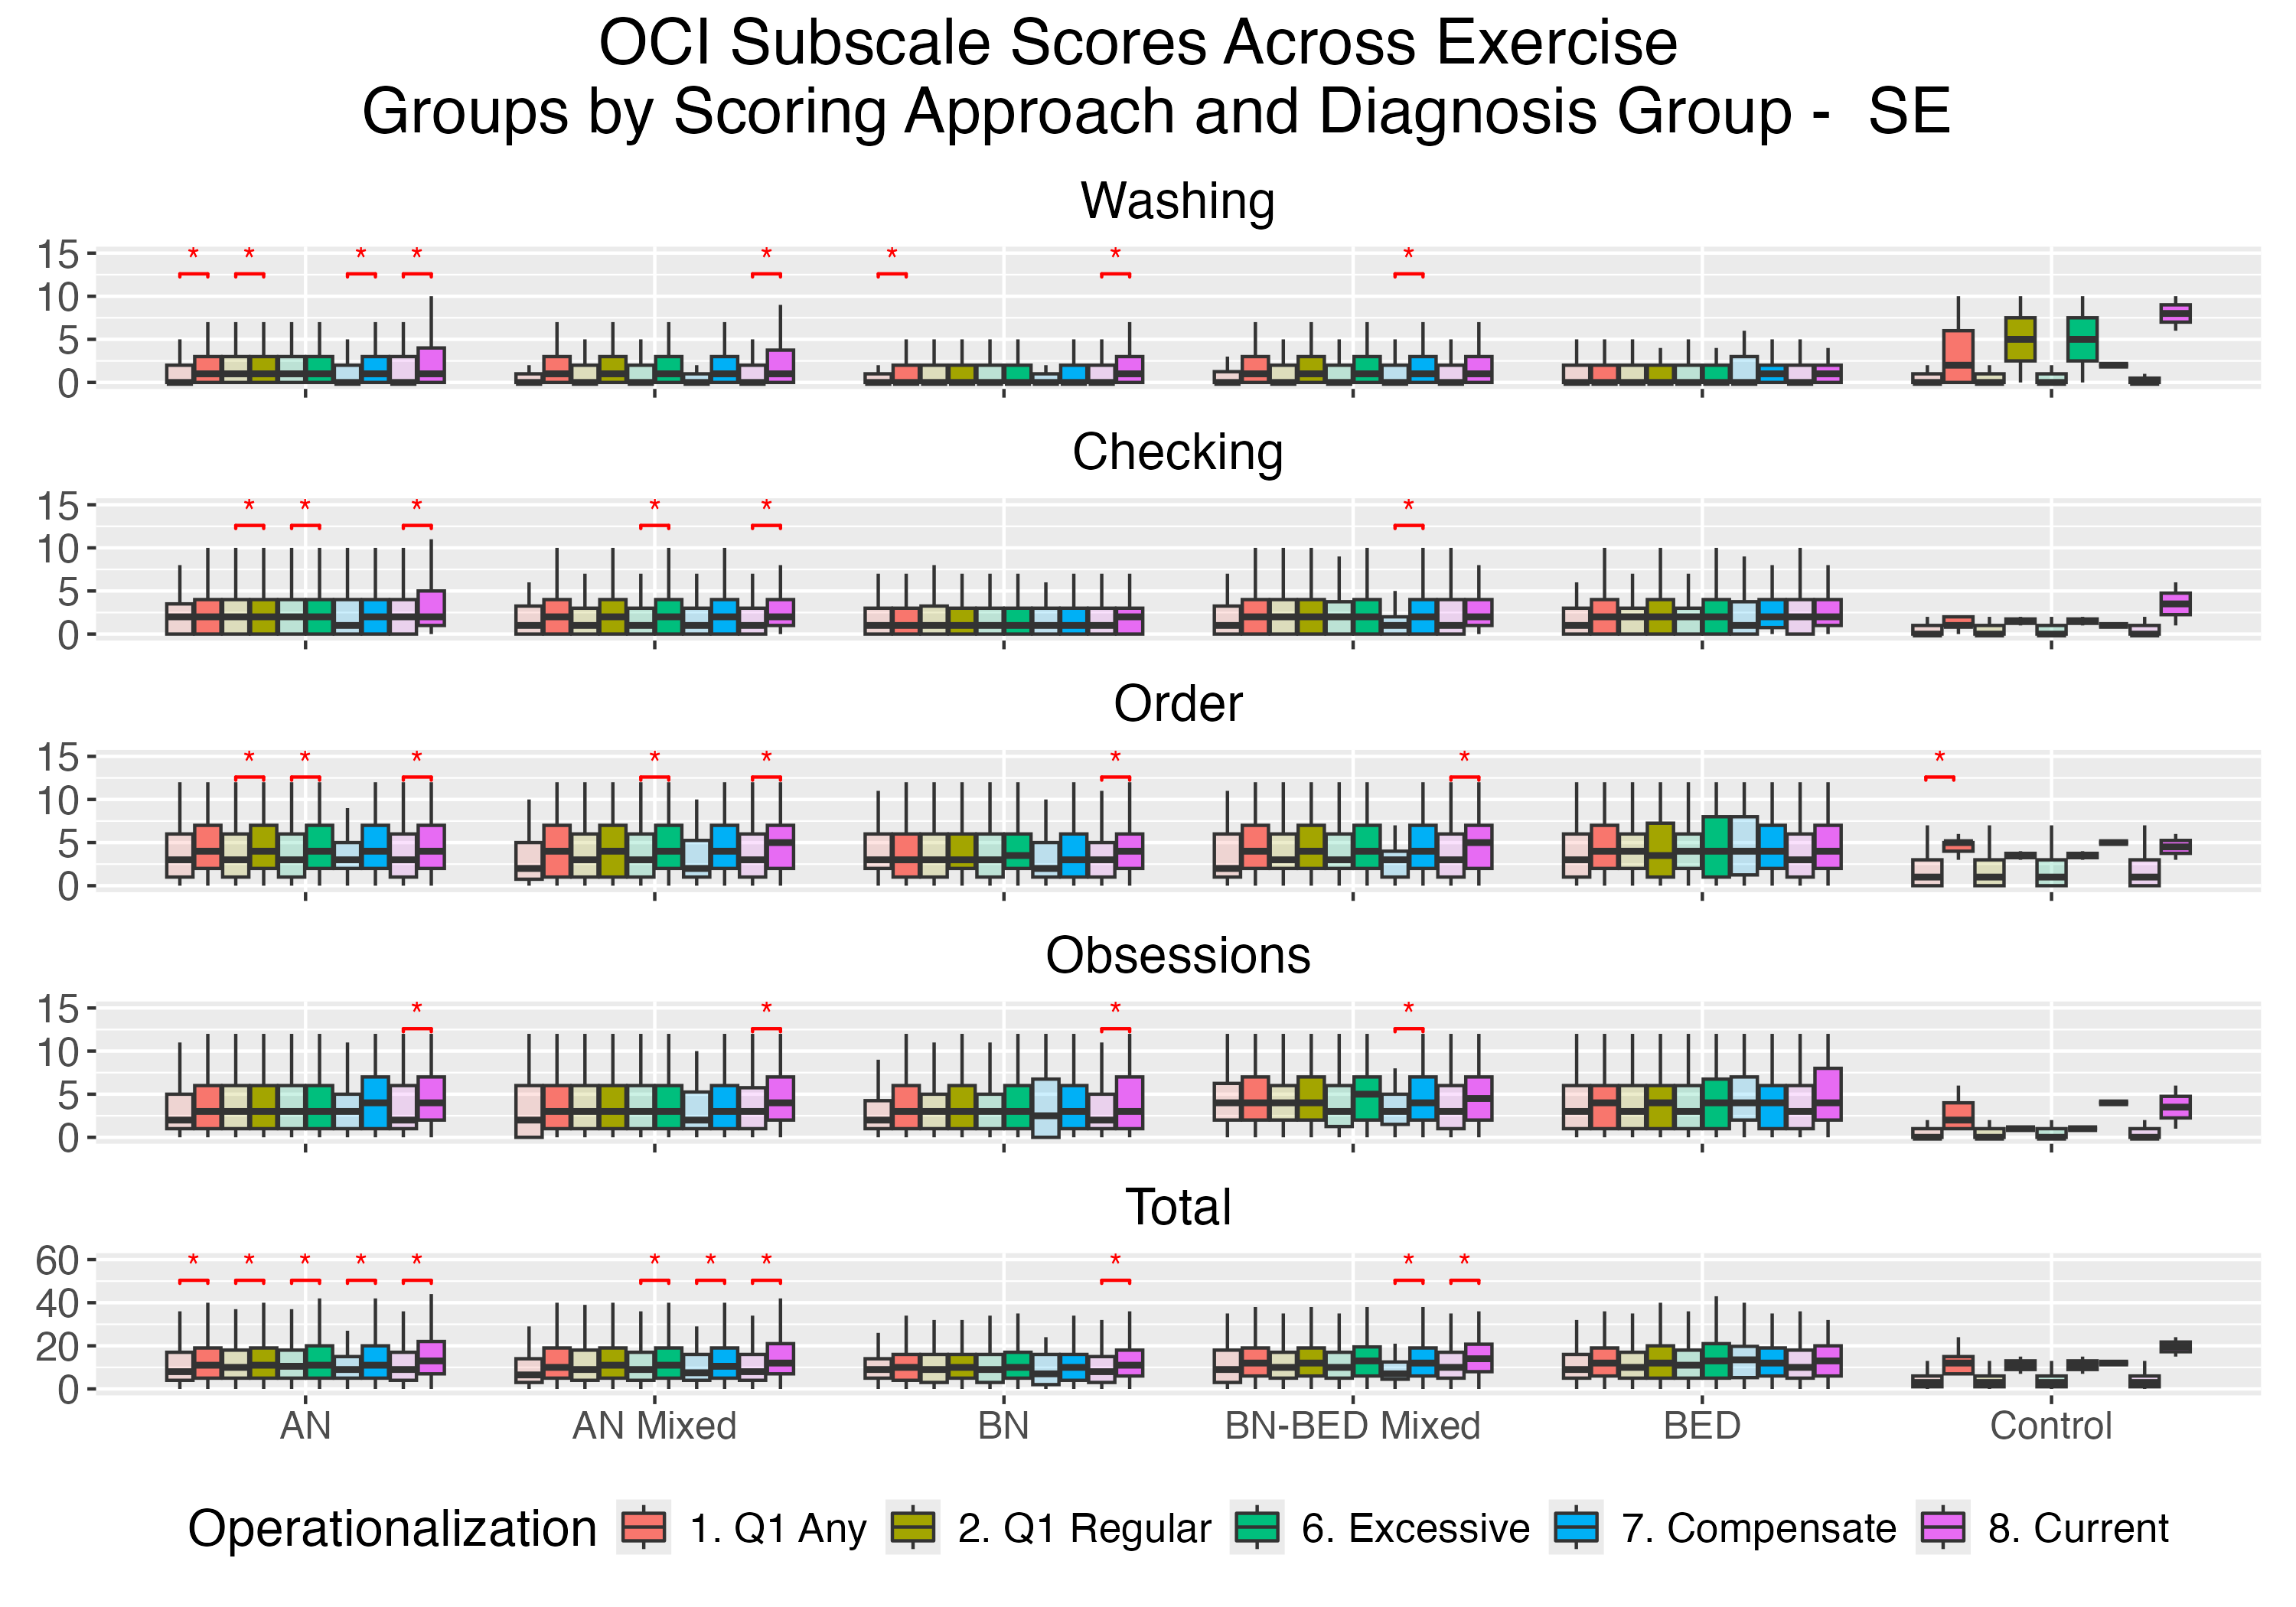 OCI Subscale Scores Across Exercise
Groups by Scoring Approach and Diagnosis Group - SE
Washing
15
* * * * * * * *
10
5
0
Checking
15
* * * * * *
10
5
0
Order
15
* * * * * * * *
10
5
0
Obsessions
15
* * * *
10
5
0
Total
60
* * * * * * * * * * *
40
20
0
AN AN Mixed BN BN-BED Mixed BED Control
Operationalization 1. Q1 Any 2. Q1 Regular 6. Excessive 7. Compensate 8. Current